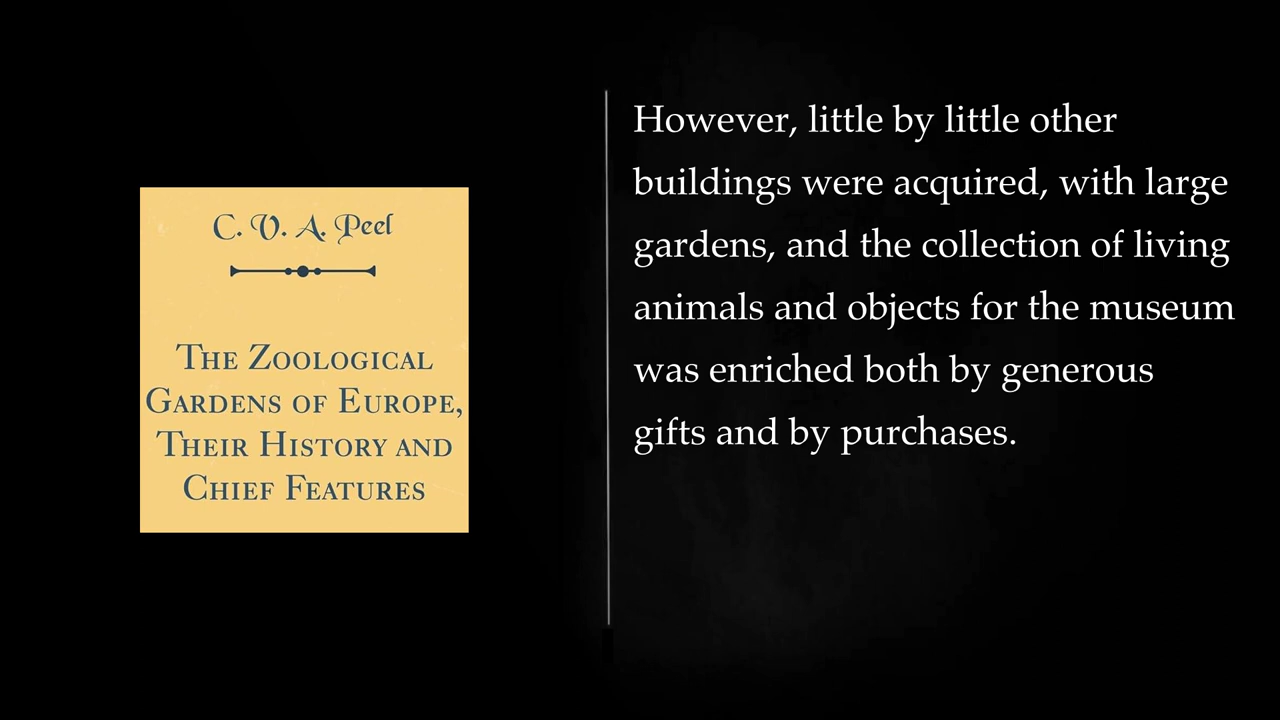 C. V. A. Peel
The Zoological
Gardens of Europe,
Their History and
Chief Features
However, little by little other
buildings were acquired, with large
gardens, and the collection of living
animals and objects for the museum
was enriched both by generous
gifts and by purchases.